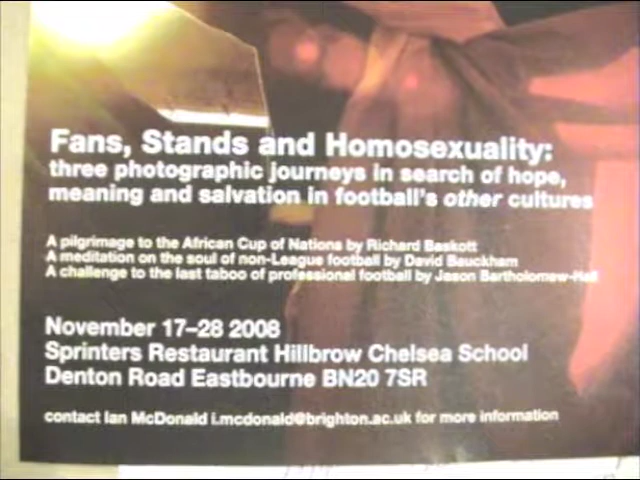 Fans, Stands and Homosexuality:
three photographic journeys in search of hope,
meaning and salvation in football's other cultures
A pilgrimage to the African Cup of Nations by Richard Baskott
A meditation on the soul of non-League football by David Bauckham
A challenge to the last taboo of professional football by Jason Bartholomew-Hall
November 17–28 2008
Sprinters Restaurant Hillbrow Chelsea School
Denton Road Eastbourne BN20 7SR
contact Ian McDonald i.mcdonald@brighton.ac.uk for more information